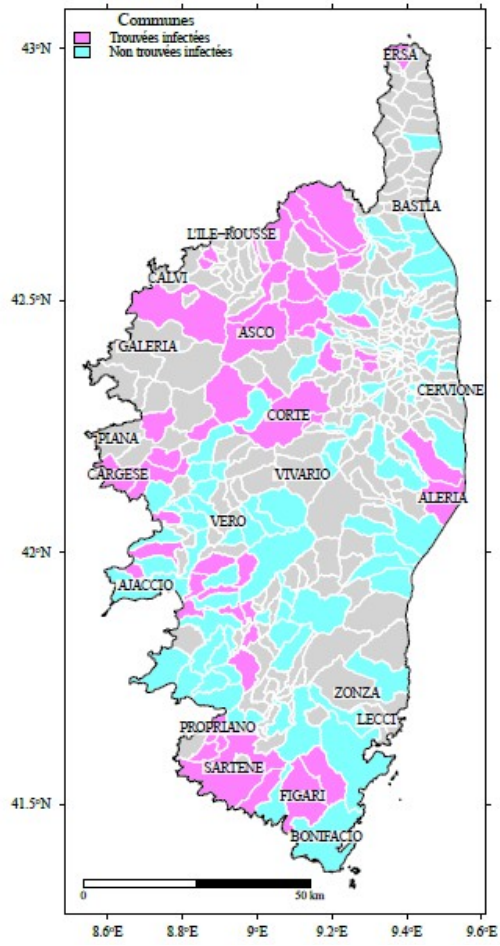 Communes
Trouvées infectées
Non trouvées infectées
43°N
ERSA
BASTIA
L'ILE-ROUSSE
CALVI
42.5°N
ASCO
GALERIA
CERVIONE
CORTE
PIANA
CARGESE
VIVARIO
ALERIA
VERO
42°N
AJACCIO
ZONZA
LECCI
PROPRIANO
SARTENE
41.5°N
FIGARI
BONIFACIO
0 50 km
8.6°E 8.8°E 9°E 9.2°E 9.4°E 9.6°E